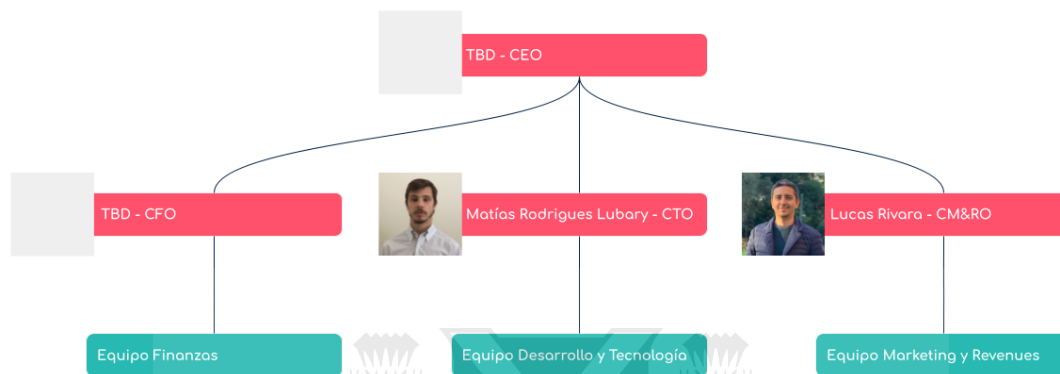 TBD - CEO
TBD - CFO
Matías Rodrigues Lubary - CTO
Lucas Rivara - CM&RO
Equipo Finanzas
Equipo Desarrollo y Tecnología
Equipo Marketing y Revenues